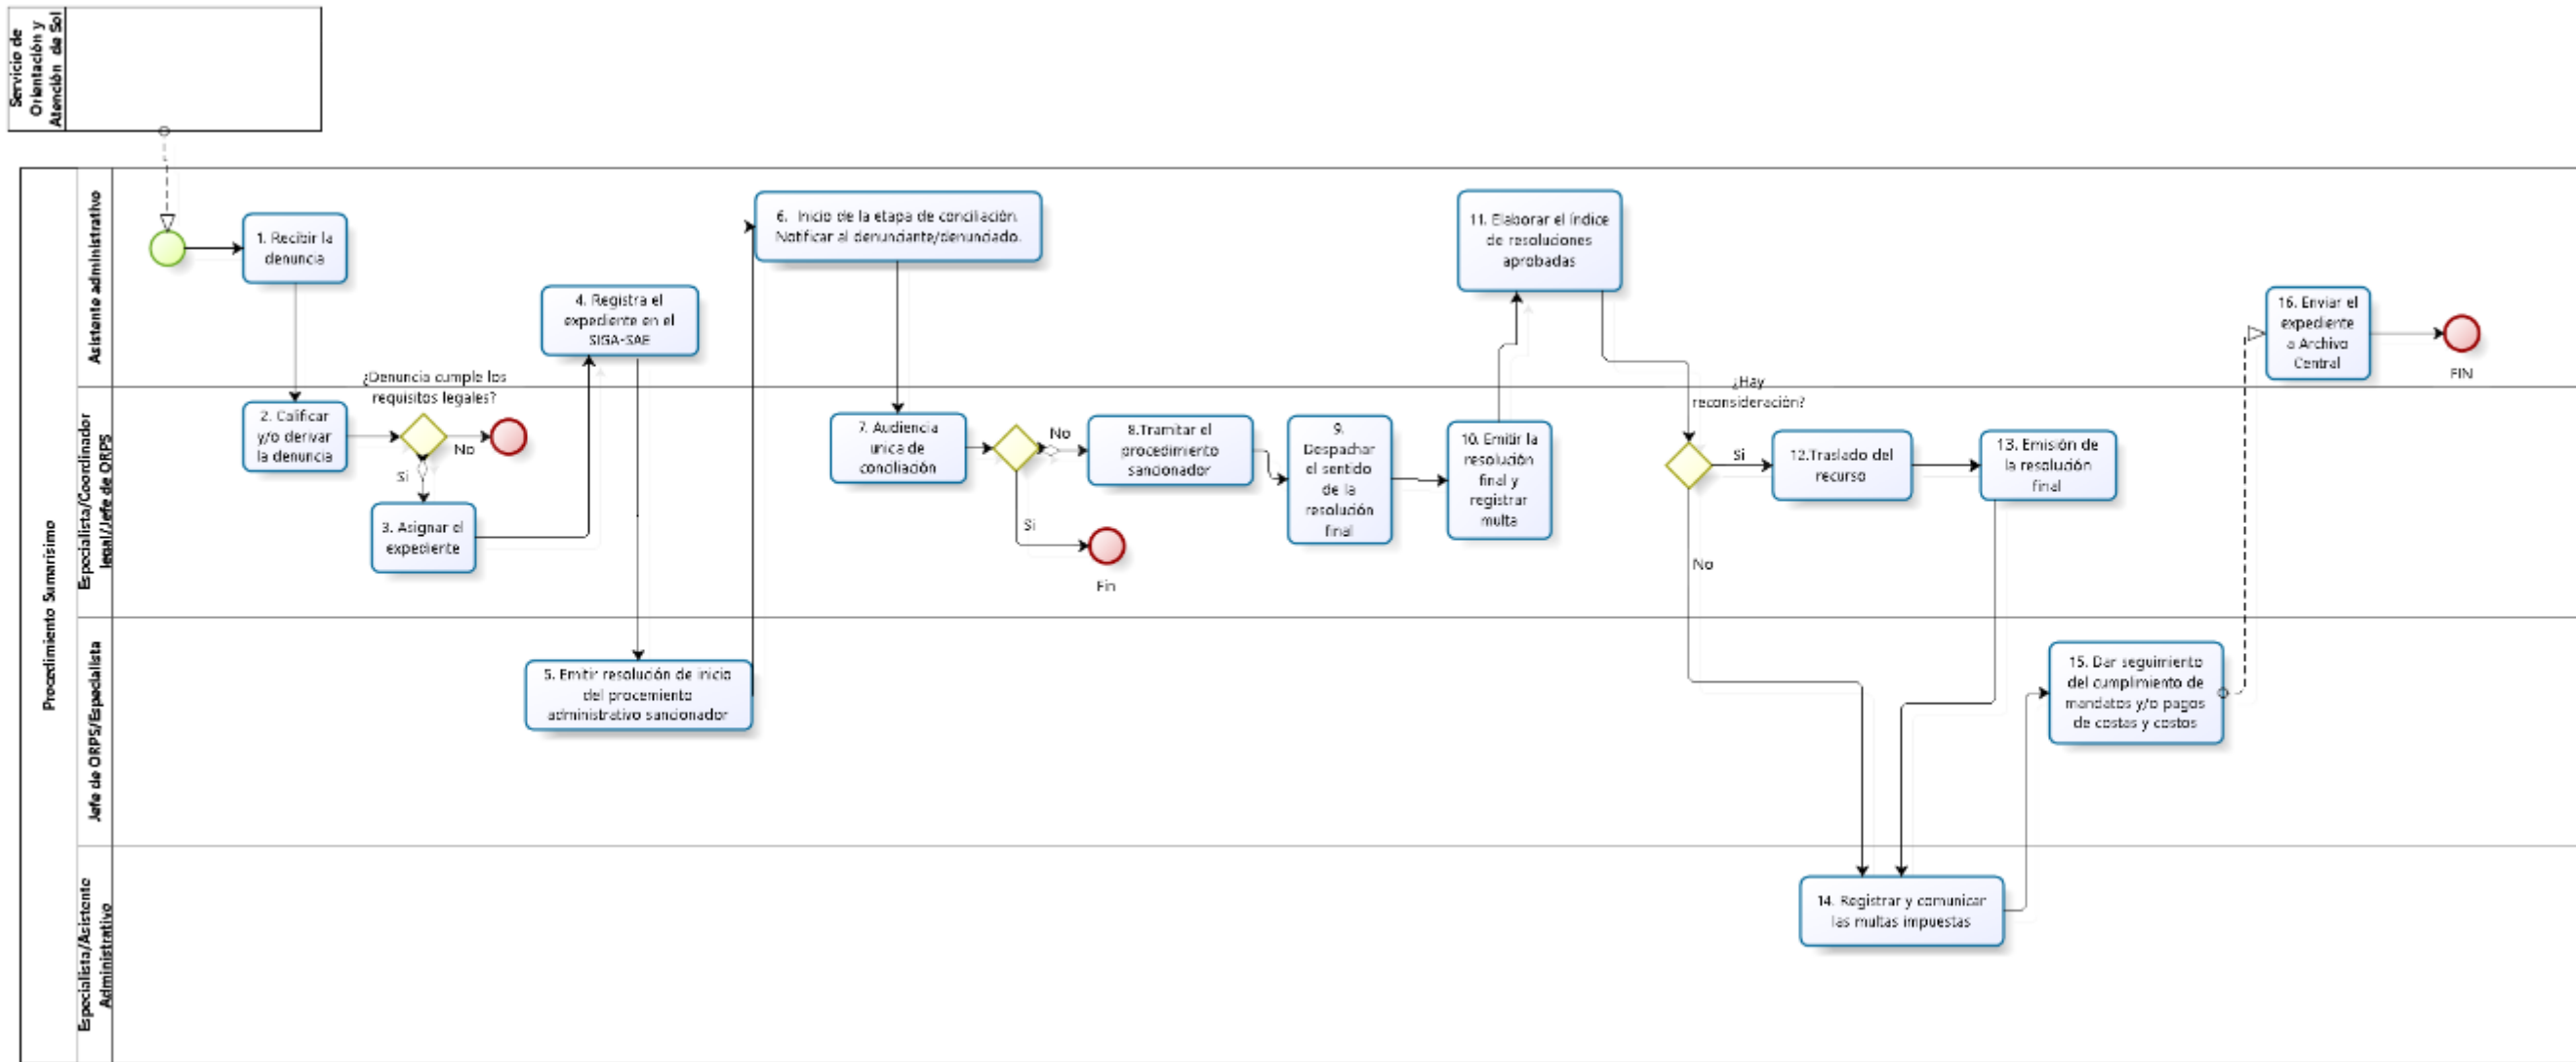 Servicio de
Orientación y
Atención de Sol
Procedimiento Sumarísimo
Asistente administrativo
Especialista/Coordinador
legal/Jefe de ORPS
Jefe de ORPS/Especialista
Especialista/Asistente
Administrativo
1. Recibir la
denuncia
2. Calificar
y/o derivar
la denuncia
¿Denuncia cumple los
requisitos legales?
No
Si
3. Asignar el
expediente
4. Registra el
expediente en el
SIGA-SAE
5. Emitir resolución de inicio
del procemiento
administrativo sancionador
6. Inicio de la etapa de conciliación.
Notificar al denunciante/denunciado.
7. Audiencia
unica de
conciliación
No
Si
Fin
8.Tramitar el
procedimiento
sancionador
9.
Despachar
el sentido
de la
resolución
final
10. Emitir la
resolución
final y
registrar
multa
11. Elaborar el índice
de resoluciones
aprobadas
¿Hay
reconsideración?
Si
No
12.Traslado del
recurso
13. Emisión de
la resolución
final
14. Registrar y comunicar
las multas impuestas
15. Dar seguimiento
del cumplimiento de
mandatos y/o pagos
de costas y costos
16. Enviar el
expediente
a Archivo
Central
FIN